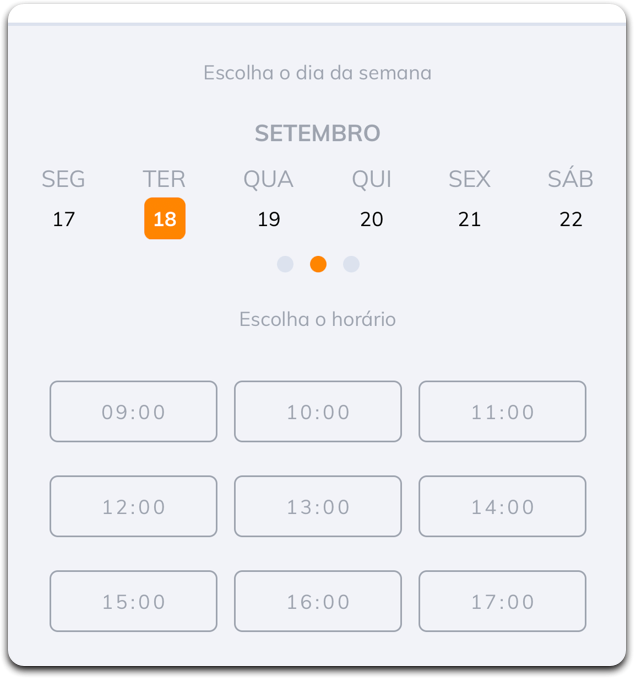 Escolha o dia da semana
SETEMBRO
SEG TER QUA QUI SEX SÁB
17 18 19 20 21 22
Escolha o horário
09:00 10:00 11:00
12:00 13:00 14:00
15:00 16:00 17:00